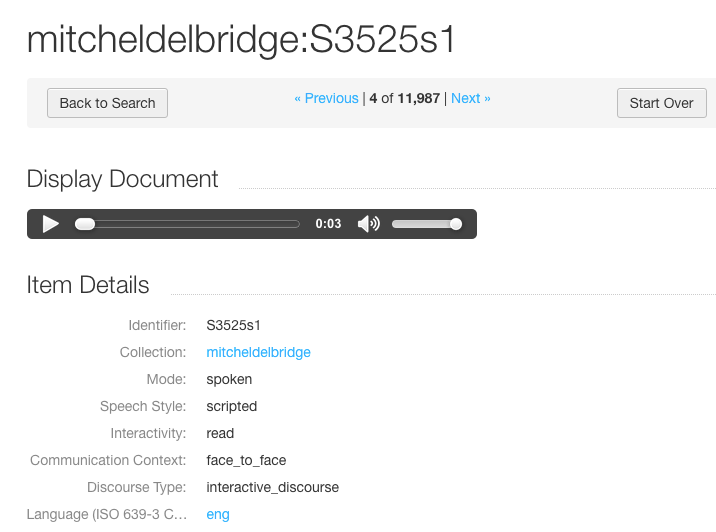 mitcheldelbridge:S3525s1
Back to Search « Previous | 4 of 11,987 | Next » Start Over
Display Document
0:03
Item Details
Identifier: S3525s1
Collection: mitcheldelbridge
Mode: spoken
Speech Style: scripted
Interactivity: read
Communication Context: face_to_face
Discourse Type: interactive_discourse
Language (ISO 639-3 C... eng